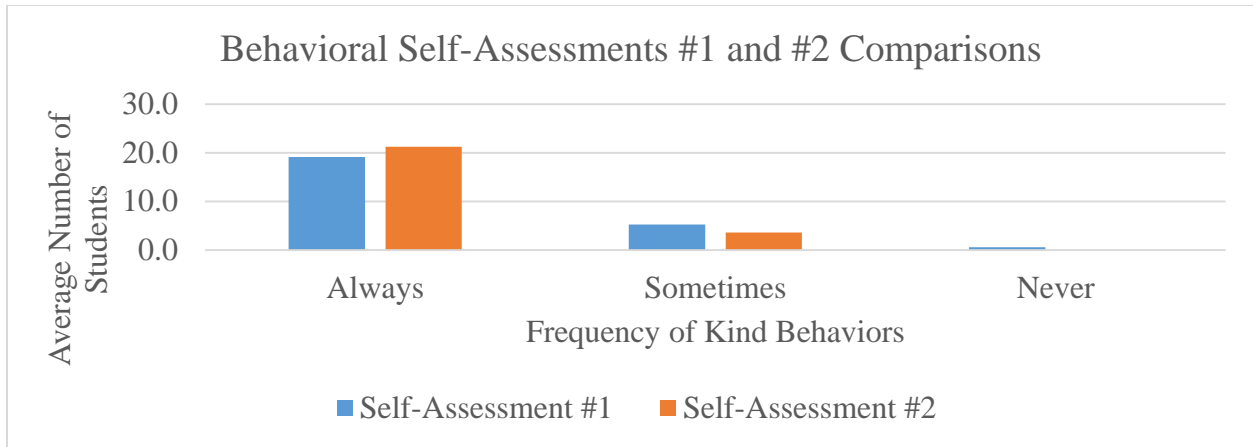 Behavioral Self-Assessments #1 and #2 Comparisons
Average Number of
Students
30.0
20.0
10.0
0.0
Always
Sometimes
Never
Frequency of Kind Behaviors
Self-Assessment #1
Self-Assessment #2